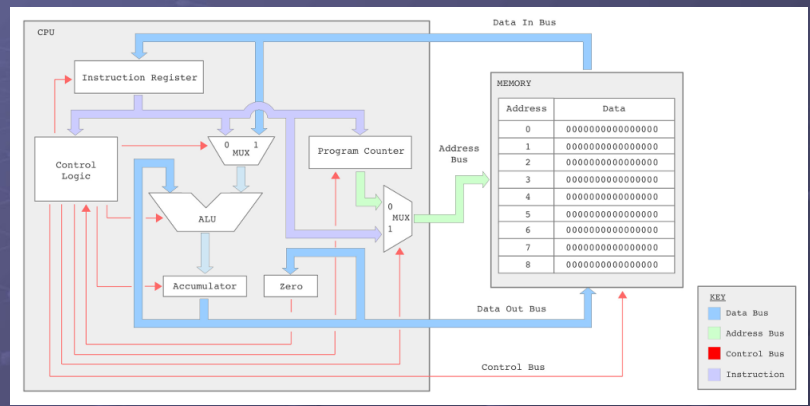 Data In Bus
CPU
Instruction Register
MEMORY
Address Data
0 0000000000000000
1 0000000000000000
2 0000000000000000
3 0000000000000000
4 0000000000000000
5 0000000000000000
6 0000000000000000
7 0000000000000000
8 0000000000000000
0 1
MUX
Program Counter
Address
Bus
Control
Logic
0
MUX
1
ALU
Accumulator
Zero
Data Out Bus
Control Bus
KEY
Data Bus
Address Bus
Control Bus
Instruction